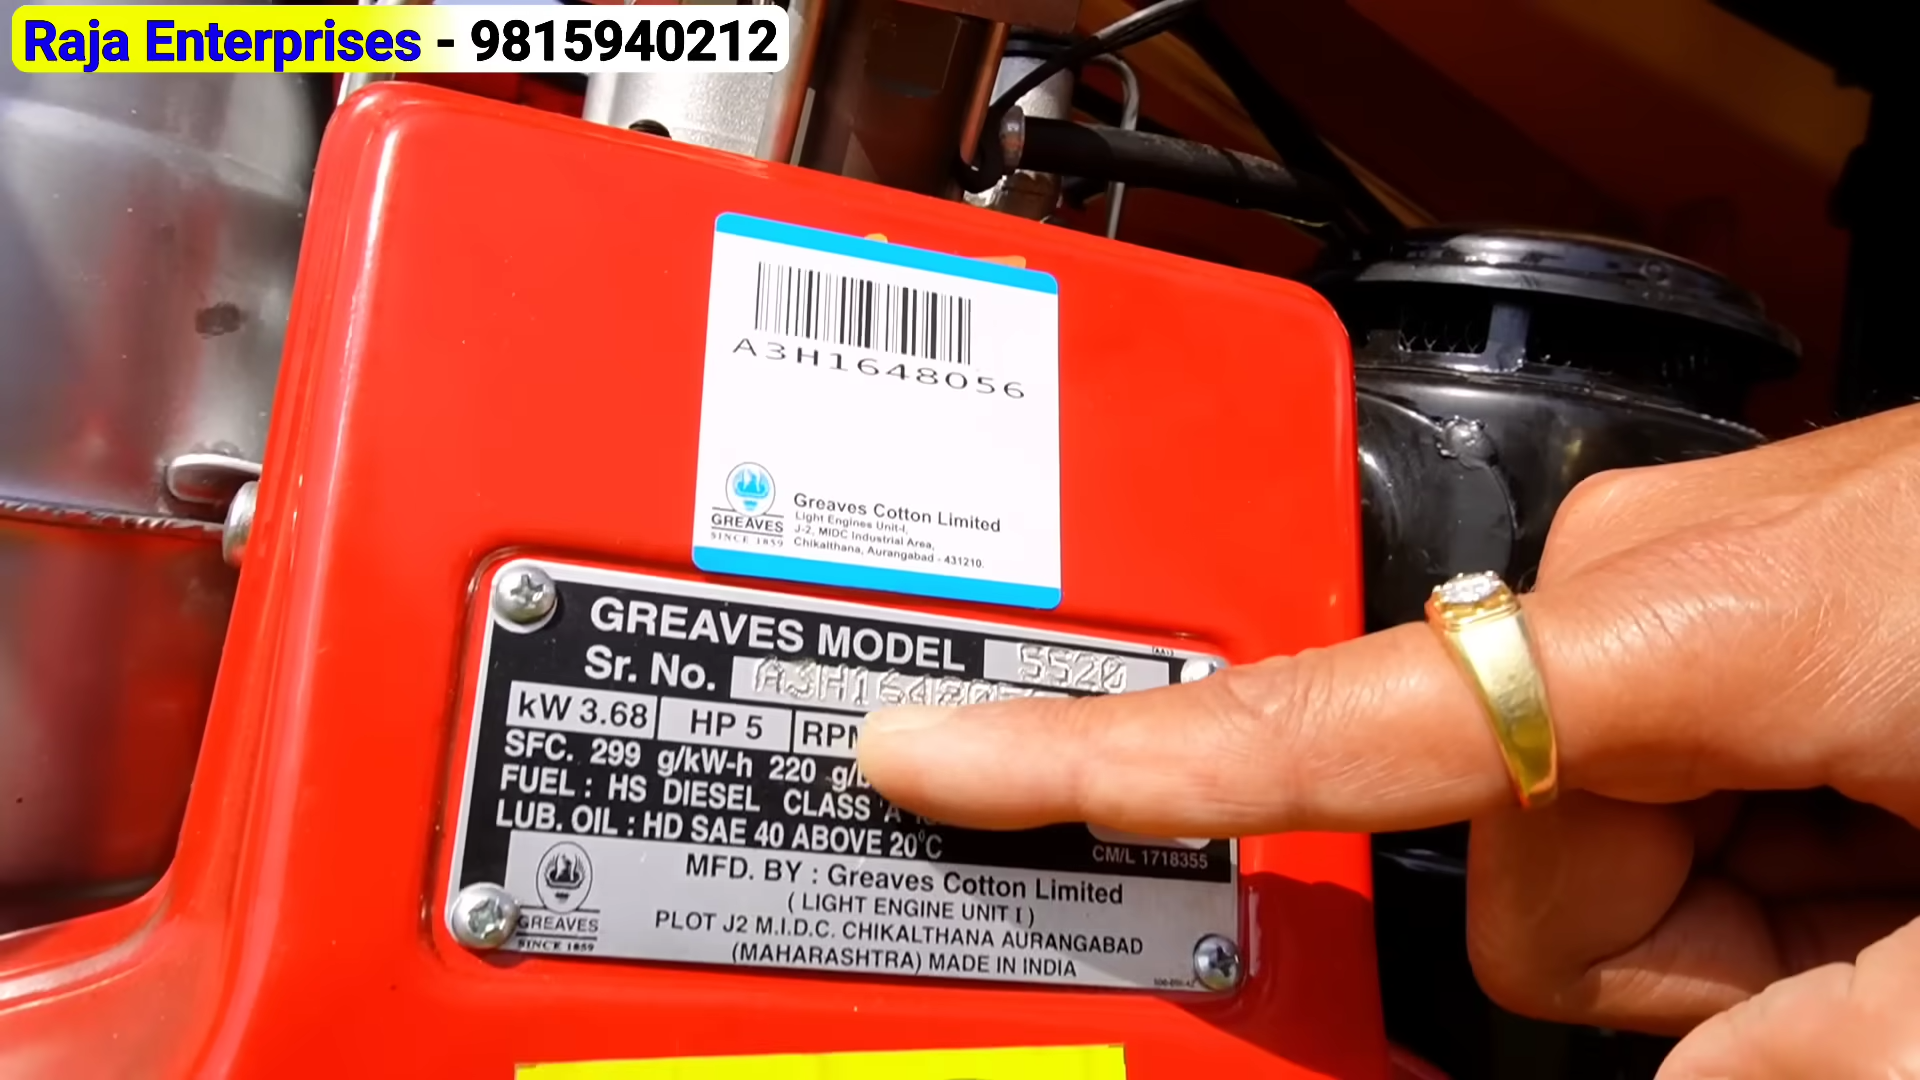 Raja Enterprises - 9815940212
A3H1648056
GREAVES
SINCE 1859
Greaves Cotton Limited
Light Engines Unit-I,
J-2, MIDC Industrial Area,
Chikalthana, Aurangabad - 431210.
GREAVES MODEL 5520
Sr. No. A3H16480
kW 3.68 HP 5 RPM
SFC. 299 g/kW-h 220 g/b
FUEL : HS DIESEL CLASS 'A'
LUB. OIL : HD SAE 40 ABOVE 20°C
CM/L 1718355
MFD. BY : Greaves Cotton Limited
( LIGHT ENGINE UNIT I )
PLOT J2 M.I.D.C. CHIKALTHANA AURANGABAD
(MAHARASHTRA) MADE IN INDIA
GREAVES
SINCE 1859